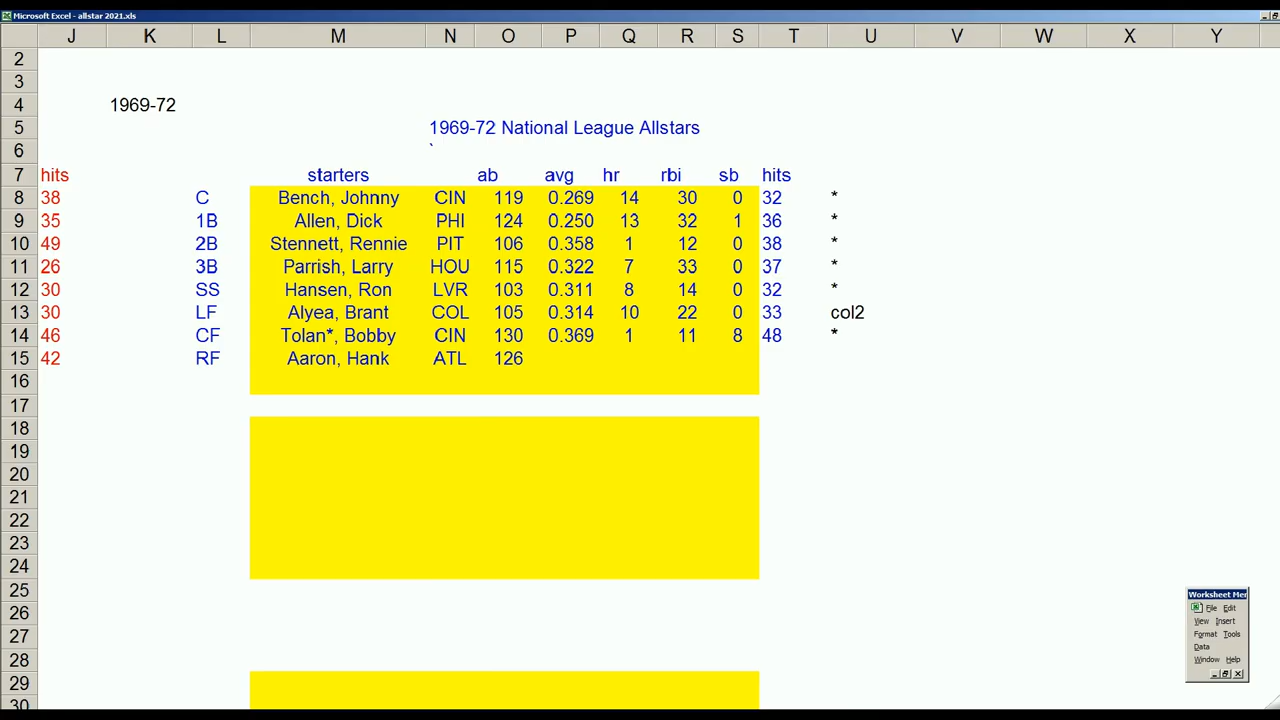 Microsoft Excel - allstar 2021.xls
J K L M N O P Q R S T U V W X Y
2
3
4 1969-72
5 1969-72 National League Allstars
6 `
7 hits starters ab avg hr rbi sb hits
8 38 C Bench, Johnny CIN 119 0.269 14 30 0 32 *
9 35 1B Allen, Dick PHI 124 0.250 13 32 1 36 *
10 49 2B Stennett, Rennie PIT 106 0.358 1 12 0 38 *
11 26 3B Parrish, Larry HOU 115 0.322 7 33 0 37 *
12 30 SS Hansen, Ron LVR 103 0.311 8 14 0 32 *
13 30 LF Alyea, Brant COL 105 0.314 10 22 0 33 col2
14 46 CF Tolan*, Bobby CIN 130 0.369 1 11 8 48 *
15 42 RF Aaron, Hank ATL 126
16
17
18
19
20
21
22
23
24
25
26
27
28
29
30
Worksheet Mer
File Edit
View Insert
Format Tools
Data
Window Help